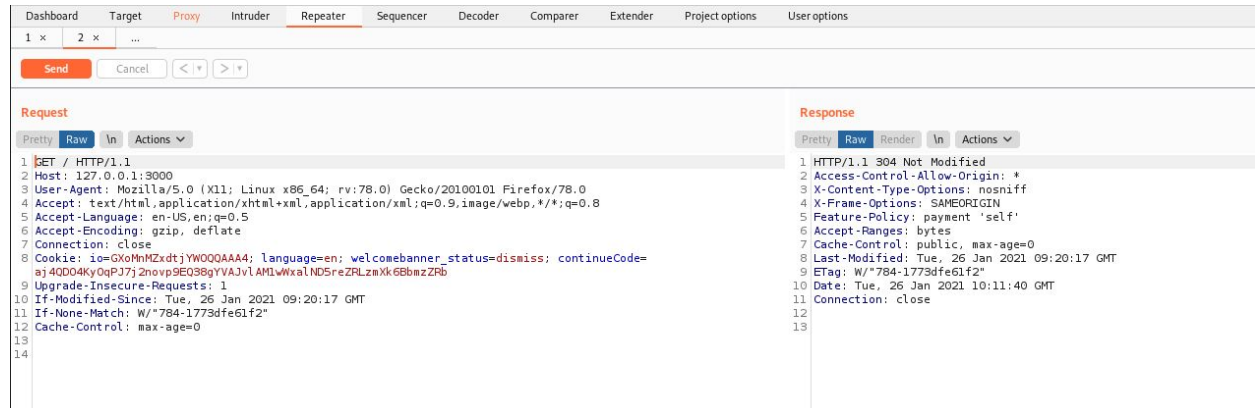 Dashboard Target Proxy Intruder Repeater Sequencer Decoder Comparer Extender Project options User options
1 × 2 × ...
Send Cancel < >
Request
Pretty Raw \n Actions
1 GET / HTTP/1.1
2 Host: 127.0.0.1:3000
3 User-Agent: Mozilla/5.0 (X11; Linux x86_64; rv:78.0) Gecko/20100101 Firefox/78.0
4 Accept: text/html,application/xhtml+xml,application/xml;q=0.9,image/webp,*/*;q=0.8
5 Accept-Language: en-US,en;q=0.5
6 Accept-Encoding: gzip, deflate
7 Connection: close
8 Cookie: io=GXoMnMZxdtjYWOQQAAA4; language=en; welcomebanner_status=dismiss; continueCode=
aj4QDO4KyOqPJ7j2novp9EQ38gYVAJvlAM1wWxalND5reZRLzmXk6BbmzZRb
9 Upgrade-Insecure-Requests: 1
10 If-Modified-Since: Tue, 26 Jan 2021 09:20:17 GMT
11 If-None-Match: W/"784-1773dfe61f2"
12 Cache-Control: max-age=0
13
14
Response
Pretty Raw Render \n Actions
1 HTTP/1.1 304 Not Modified
2 Access-Control-Allow-Origin: *
3 X-Content-Type-Options: nosniff
4 X-Frame-Options: SAMEORIGIN
5 Feature-Policy: payment 'self'
6 Accept-Ranges: bytes
7 Cache-Control: public, max-age=0
8 Last-Modified: Tue, 26 Jan 2021 09:20:17 GMT
9 ETag: W/"784-1773dfe61f2"
10 Date: Tue, 26 Jan 2021 10:11:40 GMT
11 Connection: close
12
13